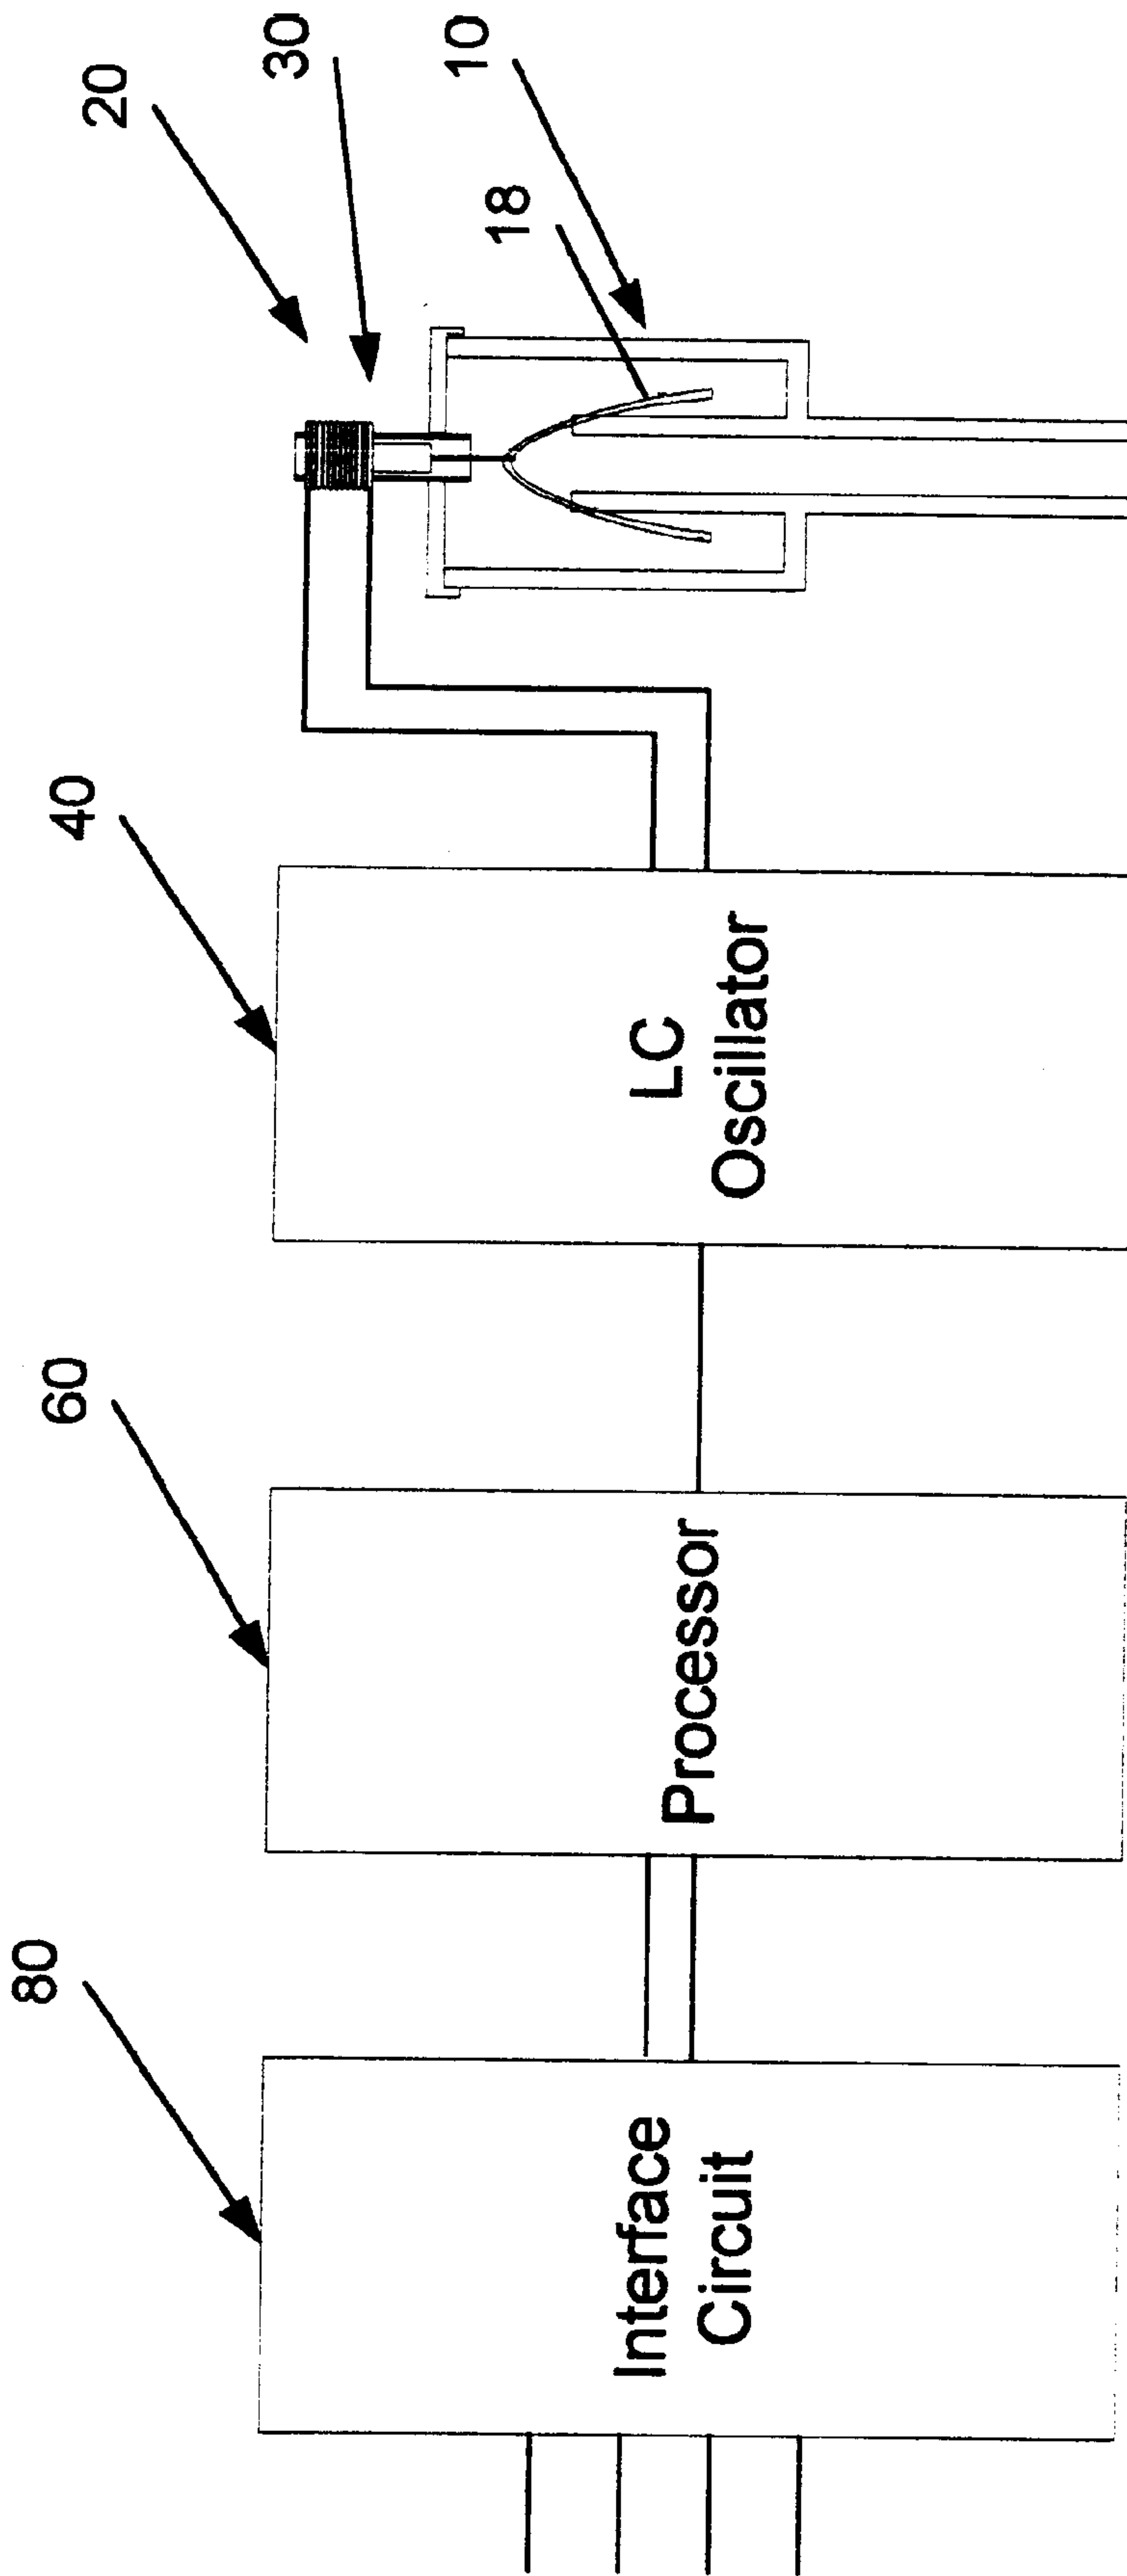 80
60
40
20
30
18
10
Interface
Circuit
Processor
LC
Oscillator